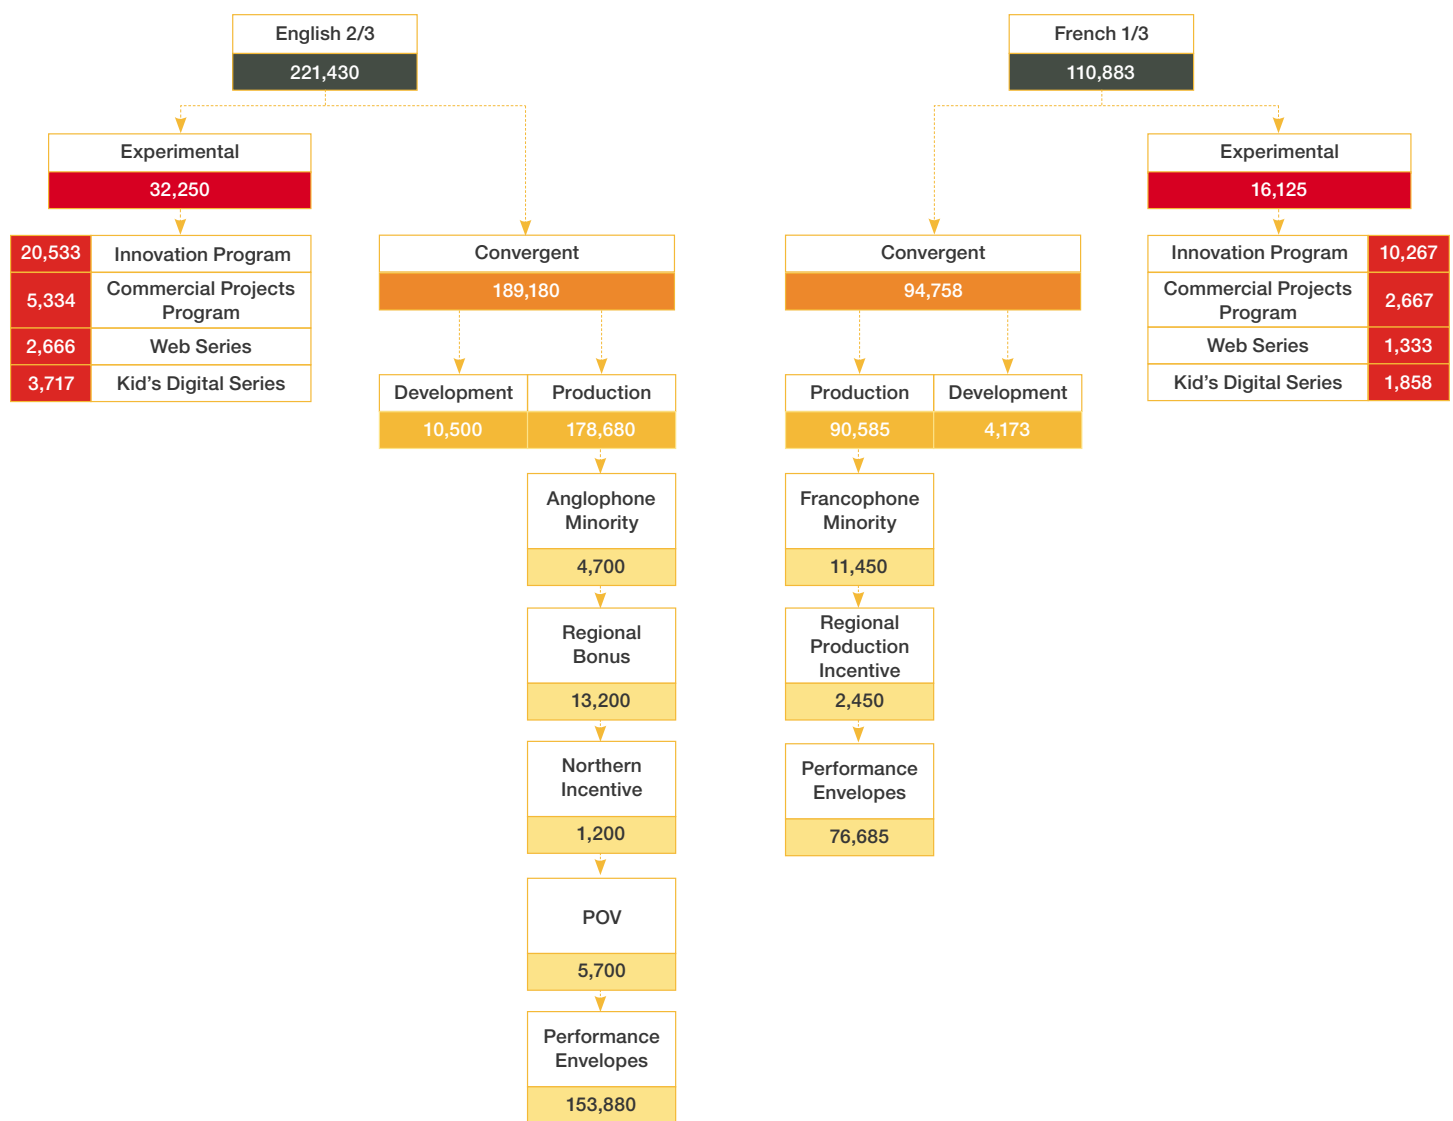 English 2/3
221,430
Experimental
32,250
20,533
Innovation Program
5,334
Commercial Projects
Program
2,666
Web Series
3,717
Kid's Digital Series
Convergent
189,180
Development
Production
10,500
178,680
Anglophone
Minority
4,700
Regional
Bonus
13,200
Northern
Incentive
1,200
POV
5,700
Performance
Envelopes
153,880
French 1/3
110,883
Convergent
94,758
Production
Development
90,585
4,173
Francophone
Minority
11,450
Regional
Production
Incentive
2,450
Performance
Envelopes
76,685
Experimental
16,125
Innovation Program
10,267
Commercial Projects
Program
2,667
Web Series
1,333
Kid's Digital Series
1,858